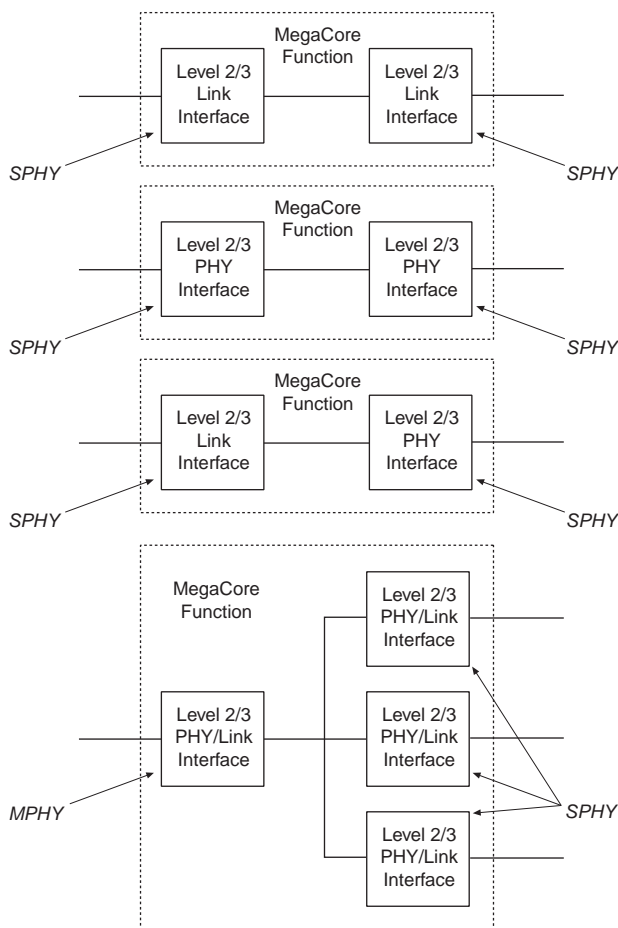 MegaCore
Function
Level 2/3
Link
Interface
Level 2/3
Link
Interface
SPHY
SPHY
MegaCore
Function
Level 2/3
PHY
Interface
Level 2/3
PHY
Interface
SPHY
SPHY
MegaCore
Function
Level 2/3
Link
Interface
Level 2/3
PHY
Interface
SPHY
SPHY
MegaCore
Function
Level 2/3
PHY/Link
Interface
Level 2/3
PHY/Link
Interface
Level 2/3
PHY/Link
Interface
MPHY
SPHY
Level 2/3
PHY/Link
Interface